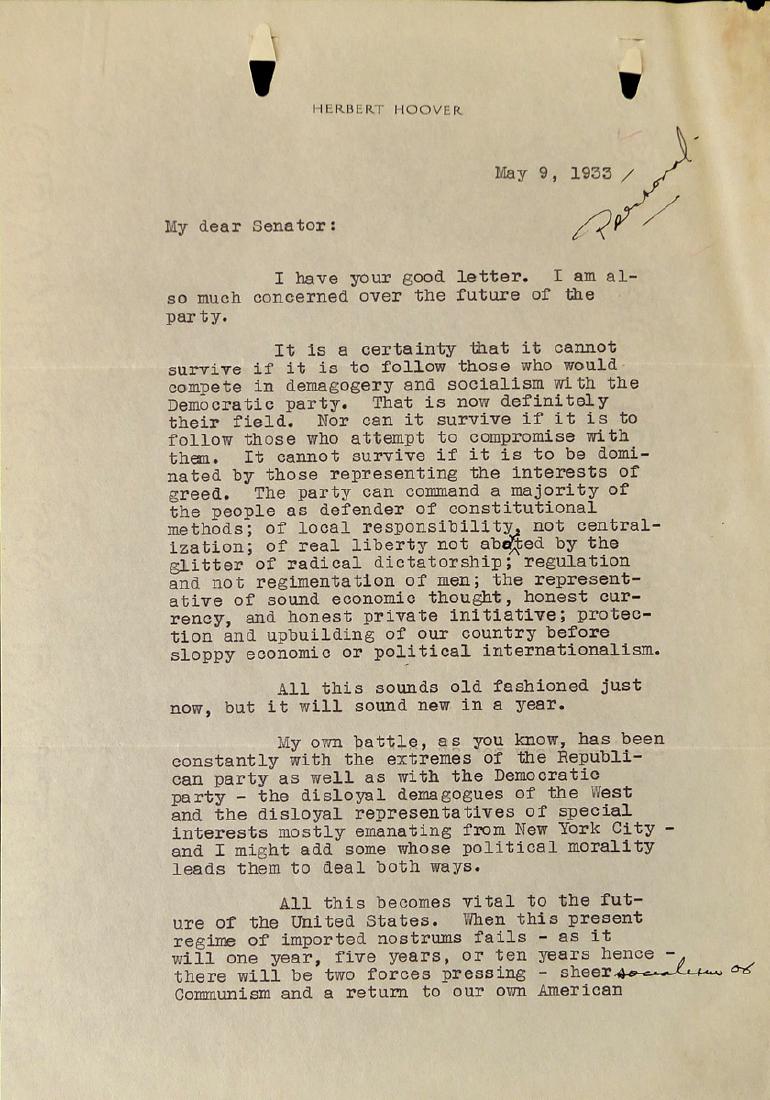 HERBERT HOOVER
May 9, 1933
Personal
My dear Senator:
I have your good letter. I am al-
so much concerned over the future of the
party.
It is a certainty that it cannot
survive if it is to follow those who would
compete in demagogery and socialism with the
Democratic party. That is now definitely
their field. Nor can it survive if it is to
follow those who attempt to compromise with
them. It cannot survive if it is to be domi-
nated by those representing the interests of
greed. The party can command a majority of
the people as defender of constitutional
methods; of local responsibility, not central-
ization; of real liberty not abated by the
glitter of radical dictatorship; regulation
and not regimentation of men; the represent-
ative of sound economic thought, honest cur-
rency, and honest private initiative; protec-
tion and upbuilding of our country before
sloppy economic or political internationalism.
All this sounds old fashioned just
now, but it will sound new in a year.
My own battle, as you know, has been
constantly with the extremes of the Republi-
can party as well as with the Democratic
party - the disloyal demagogues of the West
and the disloyal representatives of special
interests mostly emanating from New York City -
and I might add some whose political morality
leads them to deal both ways.
All this becomes vital to the fut-
ure of the United States. When this present
regime of imported nostrums fails - as it
will one year, five years, or ten years hence -
there will be two forces pressing - sheer socialism or
Communism and a return to our own American